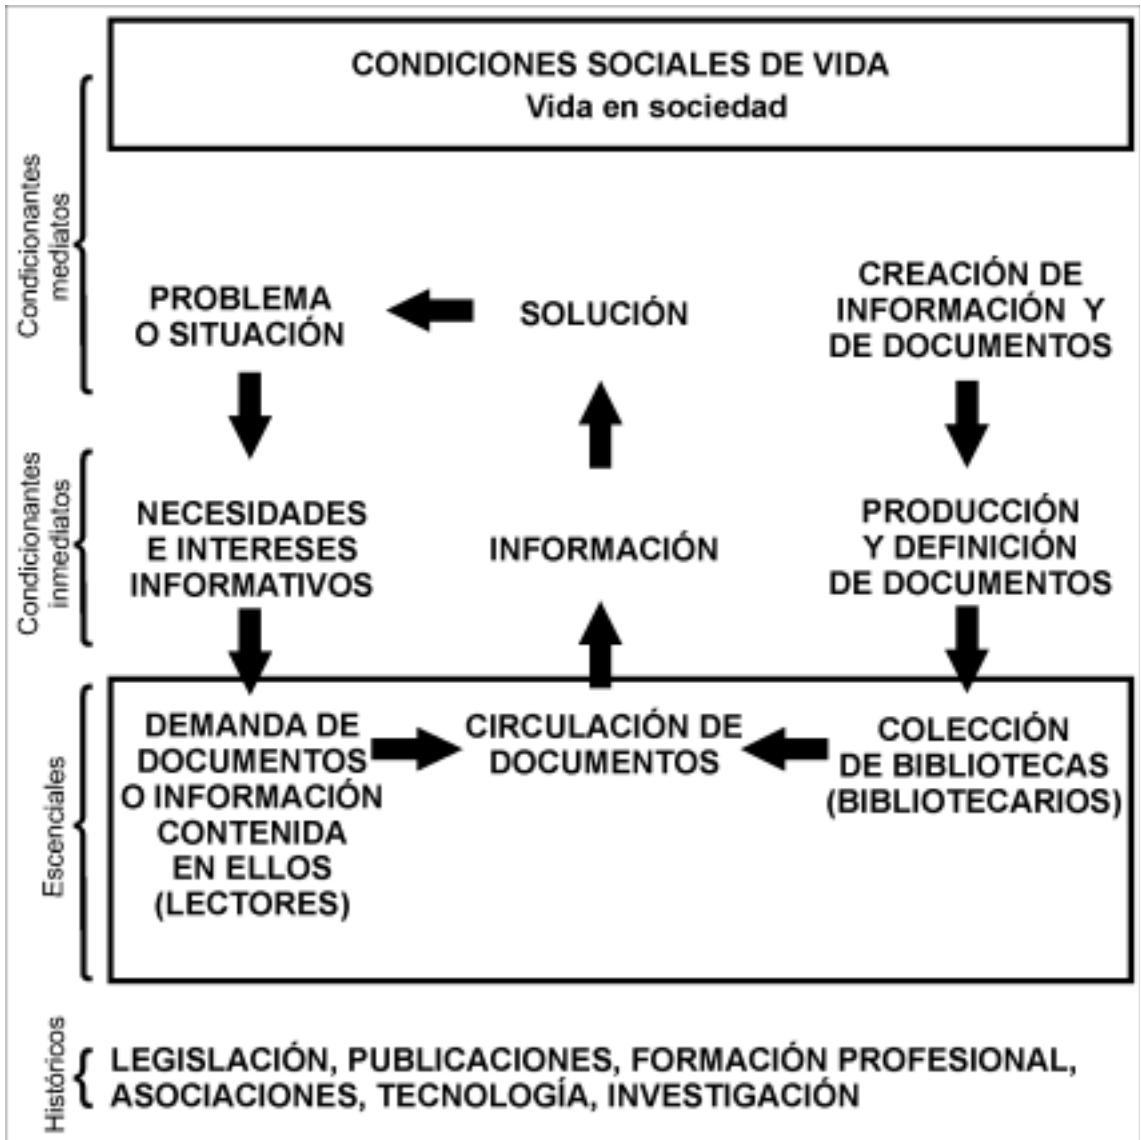 CONDICIONES SOCIALES DE VIDA
Vida en sociedad
Condicionantes
mediatos
PROBLEMA
O SITUACIÓN
SOLUCIÓN
CREACIÓN DE
INFORMACIÓN Y
DE DOCUMENTOS
Condicionantes
inmediatos
NECESIDADES
E INTERESES
INFORMATIVOS
INFORMACIÓN
PRODUCCIÓN
Y DEFINICIÓN
DE DOCUMENTOS
Escenciales
DEMANDA DE
DOCUMENTOS
O INFORMACIÓN
CONTENIDA
EN ELLOS
(LECTORES)
CIRCULACIÓN DE
DOCUMENTOS
COLECCIÓN
DE BIBLIOTECAS
(BIBLIOTECARIOS)
Históricos
LEGISLACIÓN, PUBLICACIONES, FORMACIÓN PROFESIONAL,
ASOCIACIONES, TECNOLOGÍA, INVESTIGACIÓN